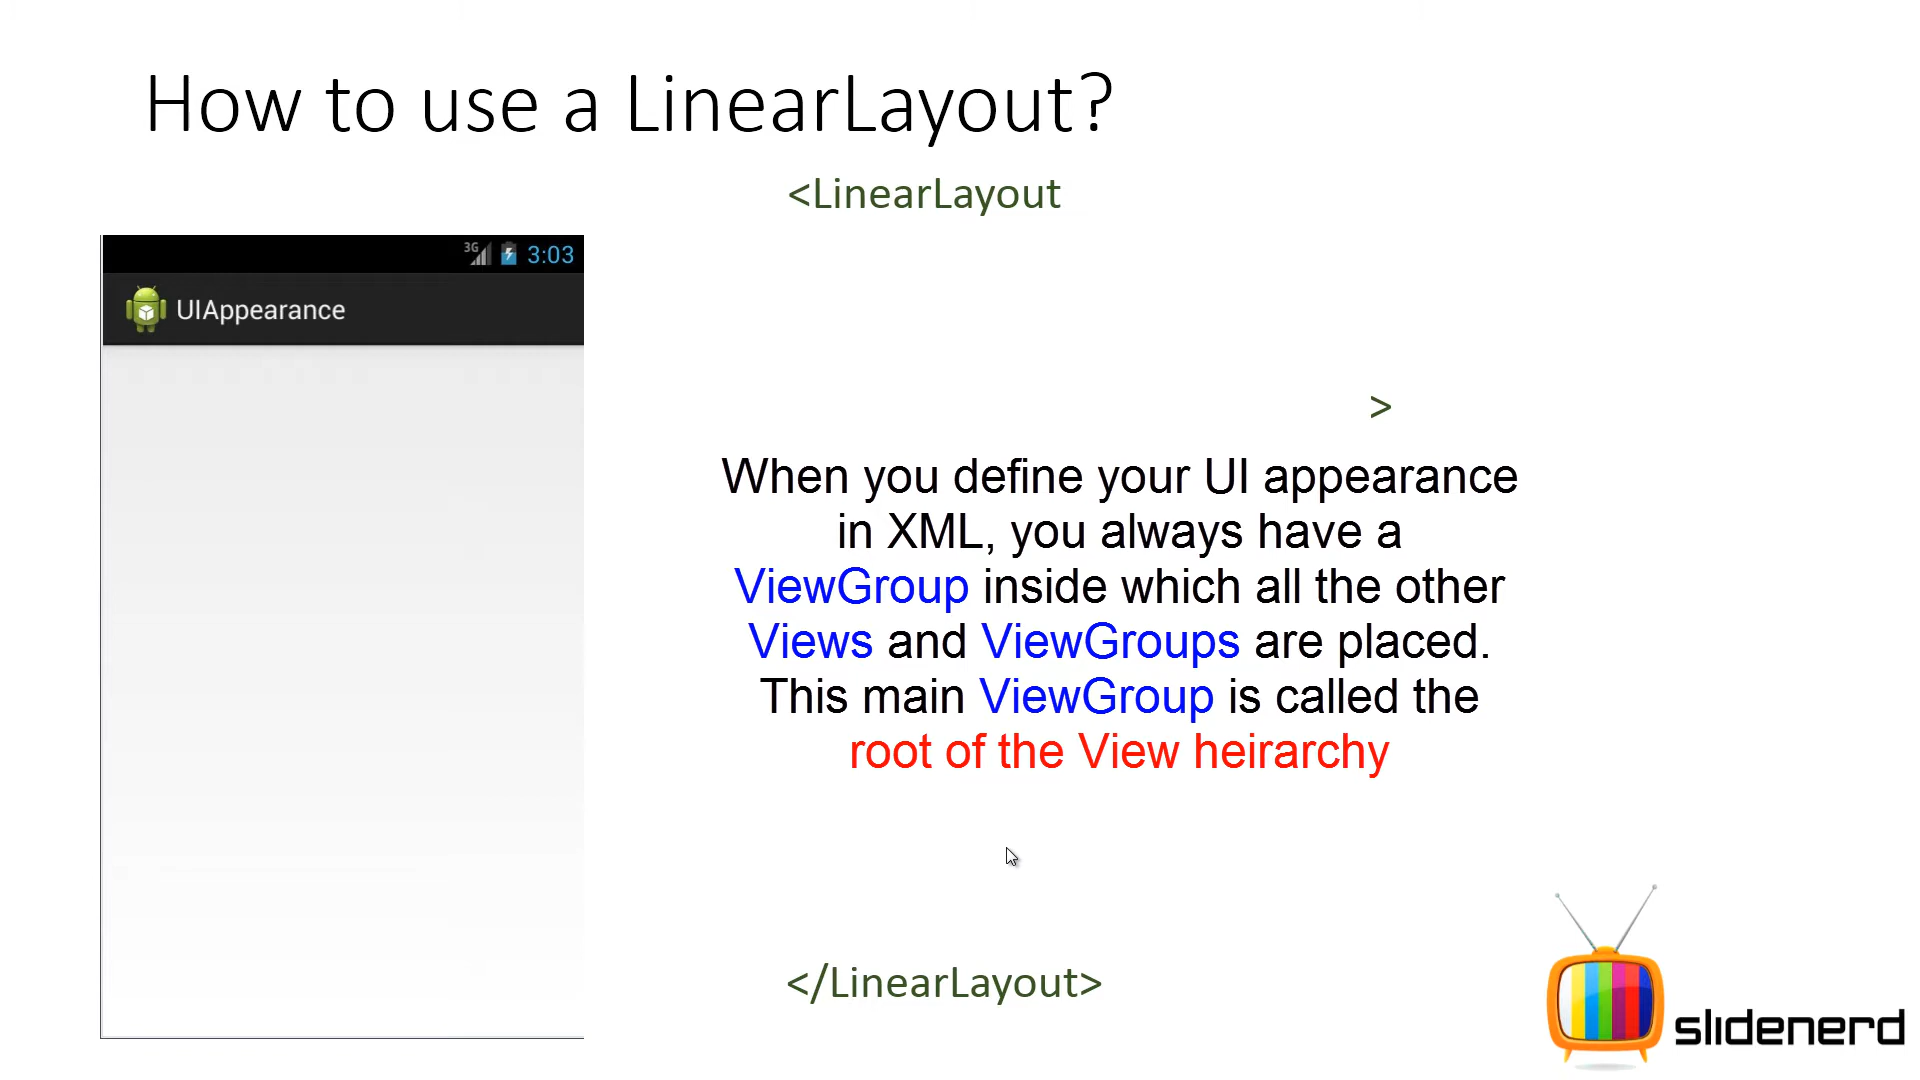 How to use a LinearLayout?
<LinearLayout
3G 3:03
UIAppearance
>
When you define your UI appearance
in XML, you always have a
ViewGroup inside which all the other
Views and ViewGroups are placed.
This main ViewGroup is called the
root of the View heirarchy
</LinearLayout>
slidenerd